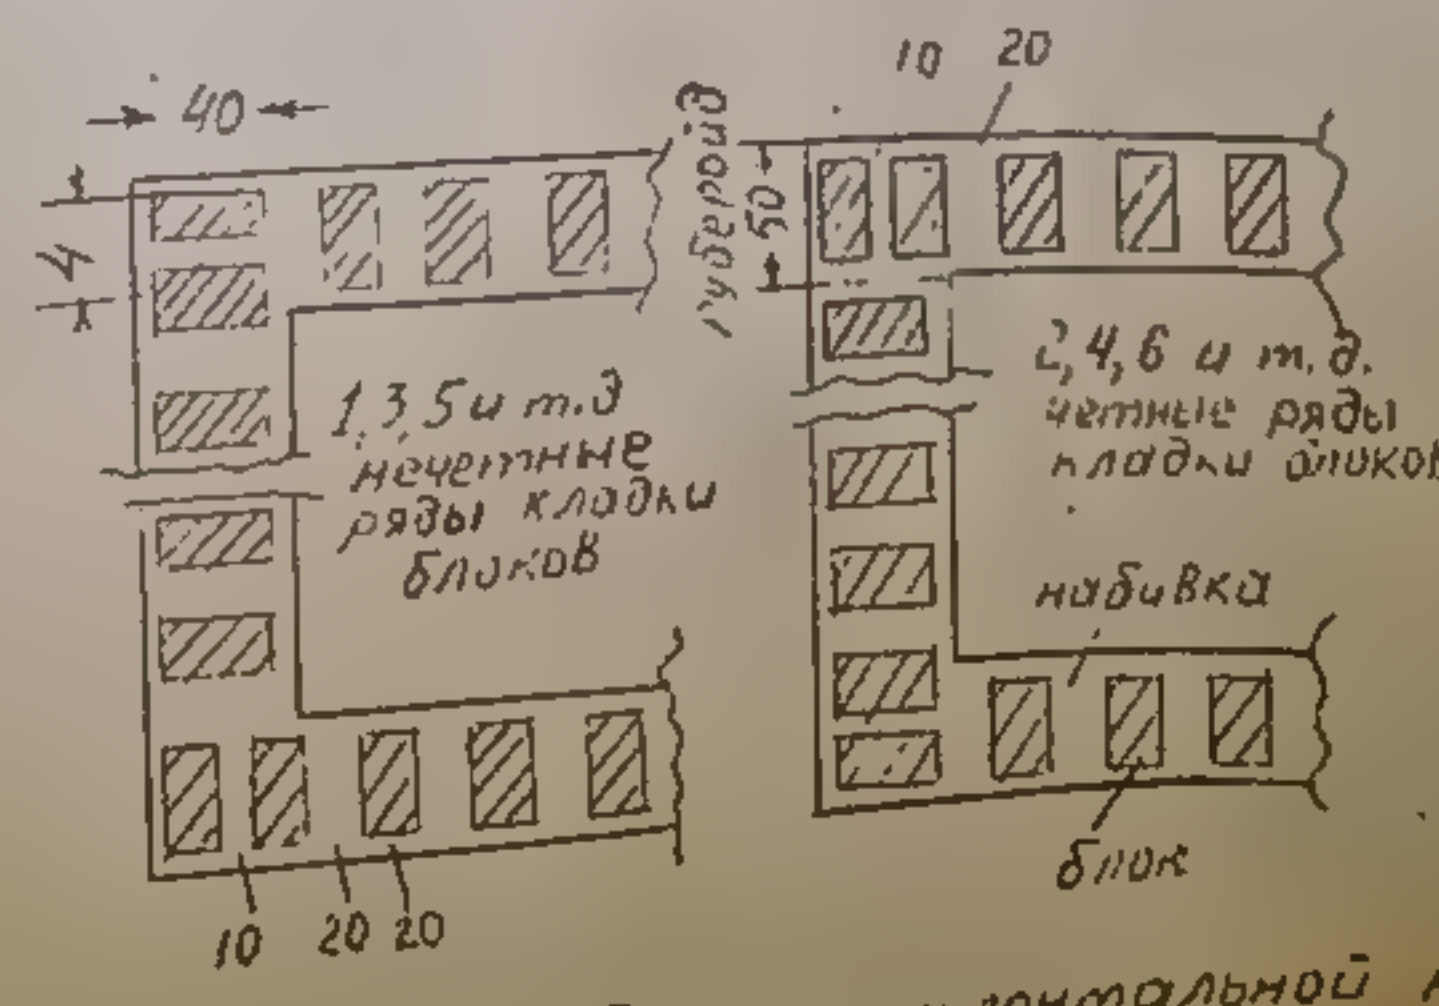 40
10 20
4
рубероид
50
1,3,5 и т.д
нечетные
ряды кладки
блоков
2,4,6 и т.д.
четные ряды
кладки блоков
набивка
блок
10 20 20